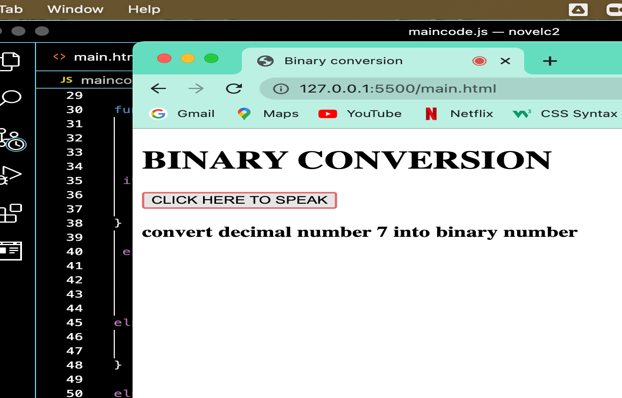 Tab Window Help
maincode.js — novelc2
<> main.htm
Binary conversion
JS mainco
127.0.0.1:5500/main.html
Gmail Maps YouTube Netflix CSS Syntax
BINARY CONVERSION
CLICK HERE TO SPEAK
convert decimal number 7 into binary number
29
30 fu
31
32
33
34
35 i
36
37
38 }
39
40 e
41
42
43
44
45 el
46
47
48 }
49
50 el